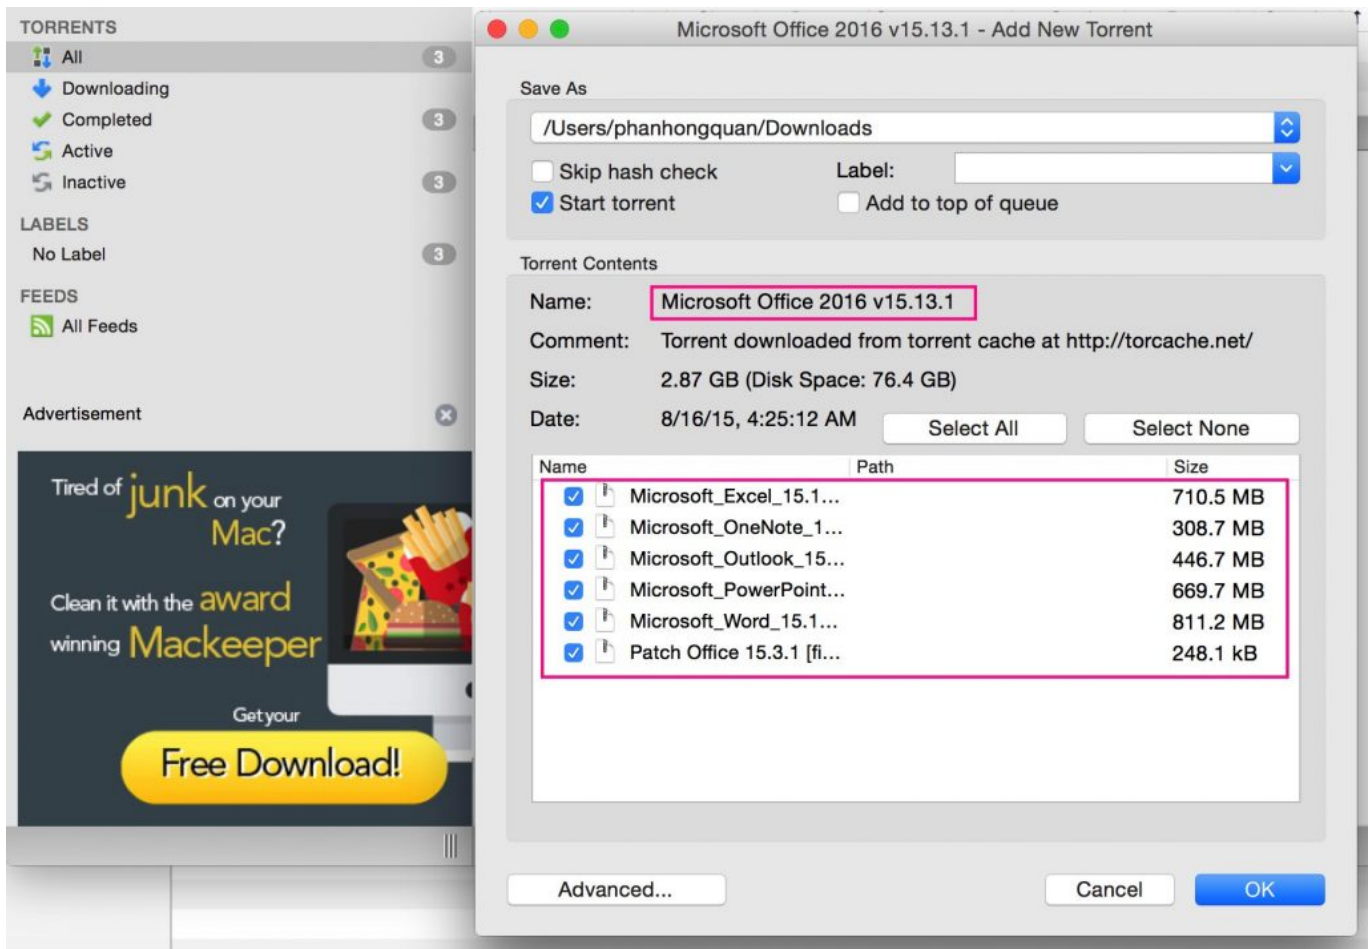 TORRENTS
All 3
Downloading
Completed 3
Active
Inactive 3
LABELS
No Label 3
FEEDS
All Feeds
Advertisement
Tired of junk on your
Mac?
Clean it with the award
winning Mackeeper
Get your
Free Download!
Microsoft Office 2016 v15.13.1 - Add New Torrent
Save As
/Users/phanhongquan/Downloads
Skip hash check Label:
Start torrent Add to top of queue
Torrent Contents
Name: Microsoft Office 2016 v15.13.1
Comment: Torrent downloaded from torrent cache at http://torcache.net/
Size: 2.87 GB (Disk Space: 76.4 GB)
Date: 8/16/15, 4:25:12 AM Select All Select None
Name Path Size
Microsoft_Excel_15.1... 710.5 MB
Microsoft_OneNote_1... 308.7 MB
Microsoft_Outlook_15... 446.7 MB
Microsoft_PowerPoint... 669.7 MB
Microsoft_Word_15.1... 811.2 MB
Patch Office 15.3.1 [fi... 248.1 kB
Advanced... Cancel OK